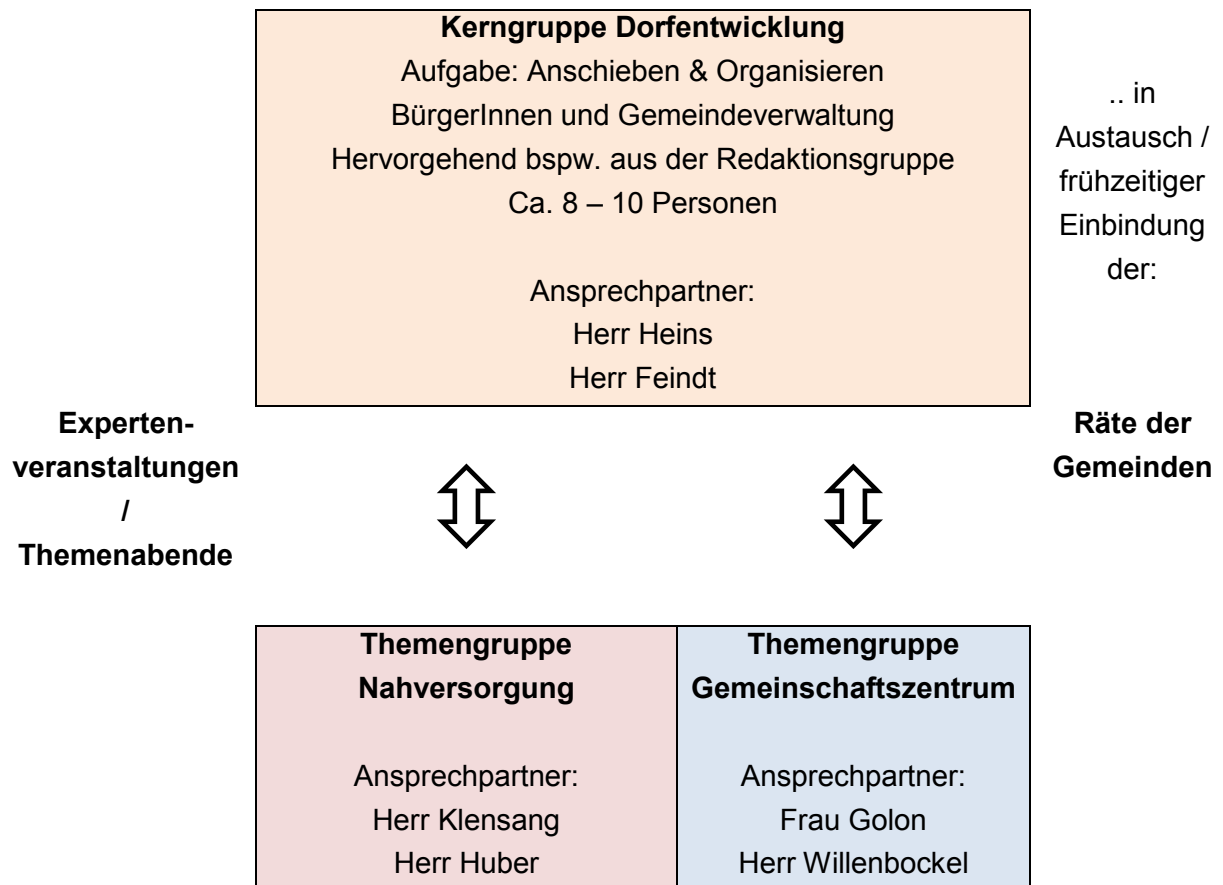 Kerngruppe Dorfentwicklung
Aufgabe: Anschieben & Organisieren
BürgerInnen und Gemeindeverwaltung
Hervorgehend bspw. aus der Redaktionsgruppe
Ca. 8 – 10 Personen
Ansprechpartner:
Herr Heins
Herr Feindt
.. in
Austausch /
frühzeitiger
Einbindung
der:
Räte der
Gemeinden
Experten-
veranstaltungen
/
Themenabende
Themengruppe
Nahversorgung
Ansprechpartner:
Herr Klensang
Herr Huber
Themengruppe
Gemeinschaftszentrum
Ansprechpartner:
Frau Golon
Herr Willenbockel